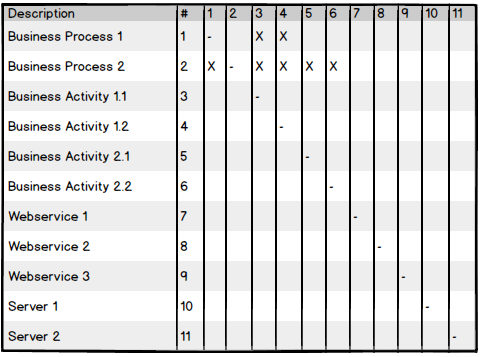 Description # 1 2 3 4 5 6 7 8 9 10 11
Business Process 1 1 - X X
Business Process 2 2 X - X X X X
Business Activity 1.1 3 -
Business Activity 1.2 4 -
Business Activity 2.1 5 -
Business Activity 2.2 6 -
Webservice 1 7 -
Webservice 2 8 -
Webservice 3 9 -
Server 1 10 -
Server 2 11 -